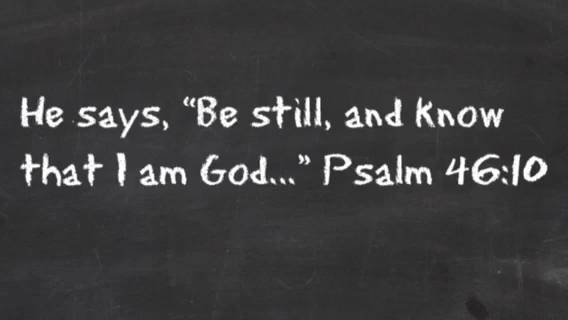 He says, “Be still, and know
that I am God...” Psalm 46:10